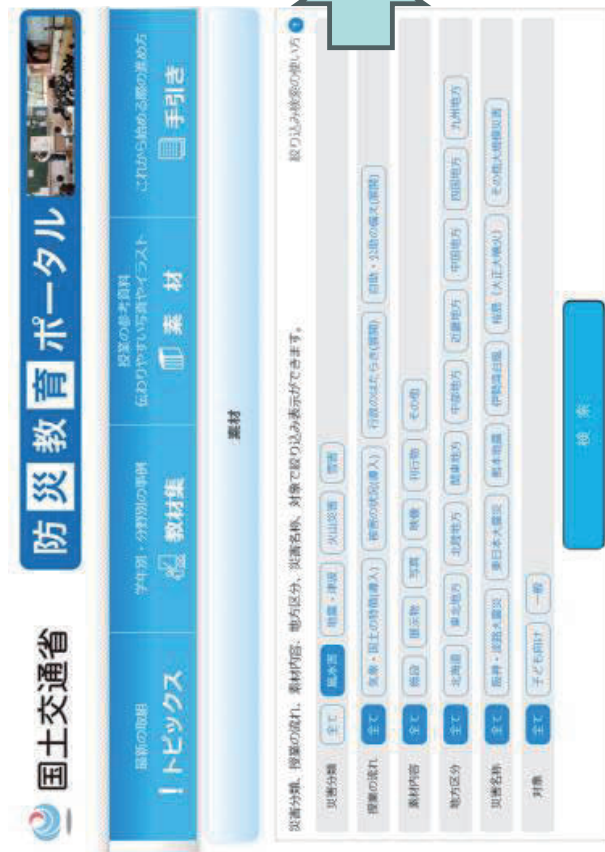 国土交通省 防災教育ポータル
最新の取組
トピックス
学年別・分野別の事例
教材集
授業の参考資料
伝わりやすい写真やイラスト
素材
これから始める際の進め方
手引き
素材
災害分類、授業の流れ、素材内容、地方区分、災害名称、対象で絞り込み表示ができます。 絞り込み検索の使い方
災害分類 全て 風水害 地震・津波 火山災害 雪害
授業の流れ 全て 気象・国土の特徴(導入) 被害の状況(導入) 行政のはたらき(展開) 自助・公助の備え(展開)
素材内容 全て 施設 展示物 写真 映像 刊行物 その他
地方区分 全て 北海道 東北地方 北陸地方 関東地方 中部地方 近畿地方 中国地方 四国地方 九州地方
災害名称 全て 阪神・淡路大震災 東日本大震災 熊本地震 伊勢湾台風 桜島(大正大噴火) その他大規模災害
対象 全て 子ども向け 一般
検索